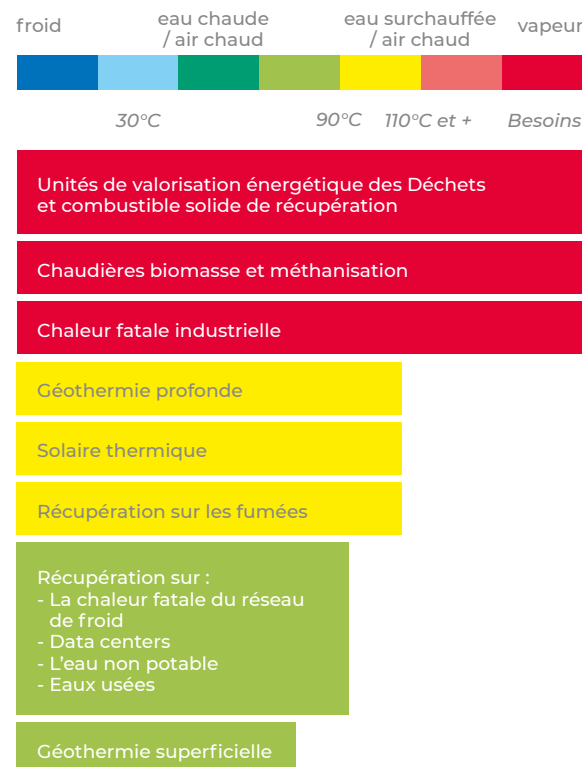 froid
eau chaude
/ air chaud
eau surchauffée
/ air chaud
vapeur
30°C
90°C
110°C et +
Besoins
Unités de valorisation énergétique des Déchets
et combustible solide de récupération
Chaudières biomasse et méthanisation
Chaleur fatale industrielle
Géothermie profonde
Solaire thermique
Récupération sur les fumées
Récupération sur :
- La chaleur fatale du réseau
de froid
- Data centers
- L'eau non potable
- Eaux usées
Géothermie superficielle